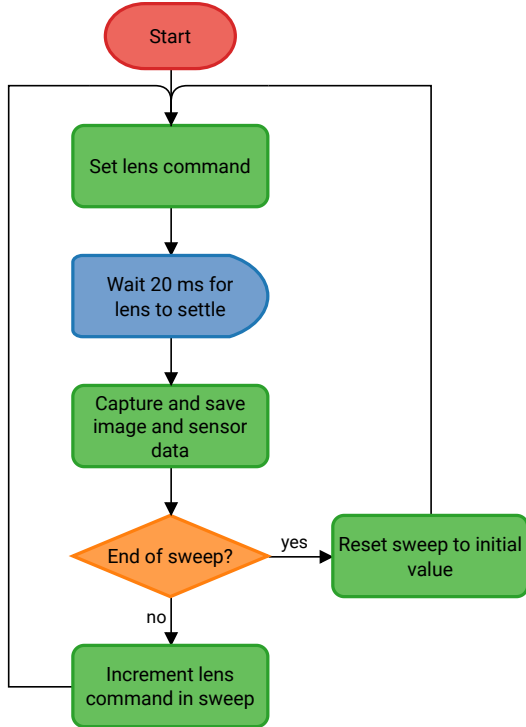 Start
Set lens command
Wait 20 ms for
lens to settle
Capture and save
image and sensor
data
End of sweep?
yes
Reset sweep to initial
value
no
Increment lens
command in sweep